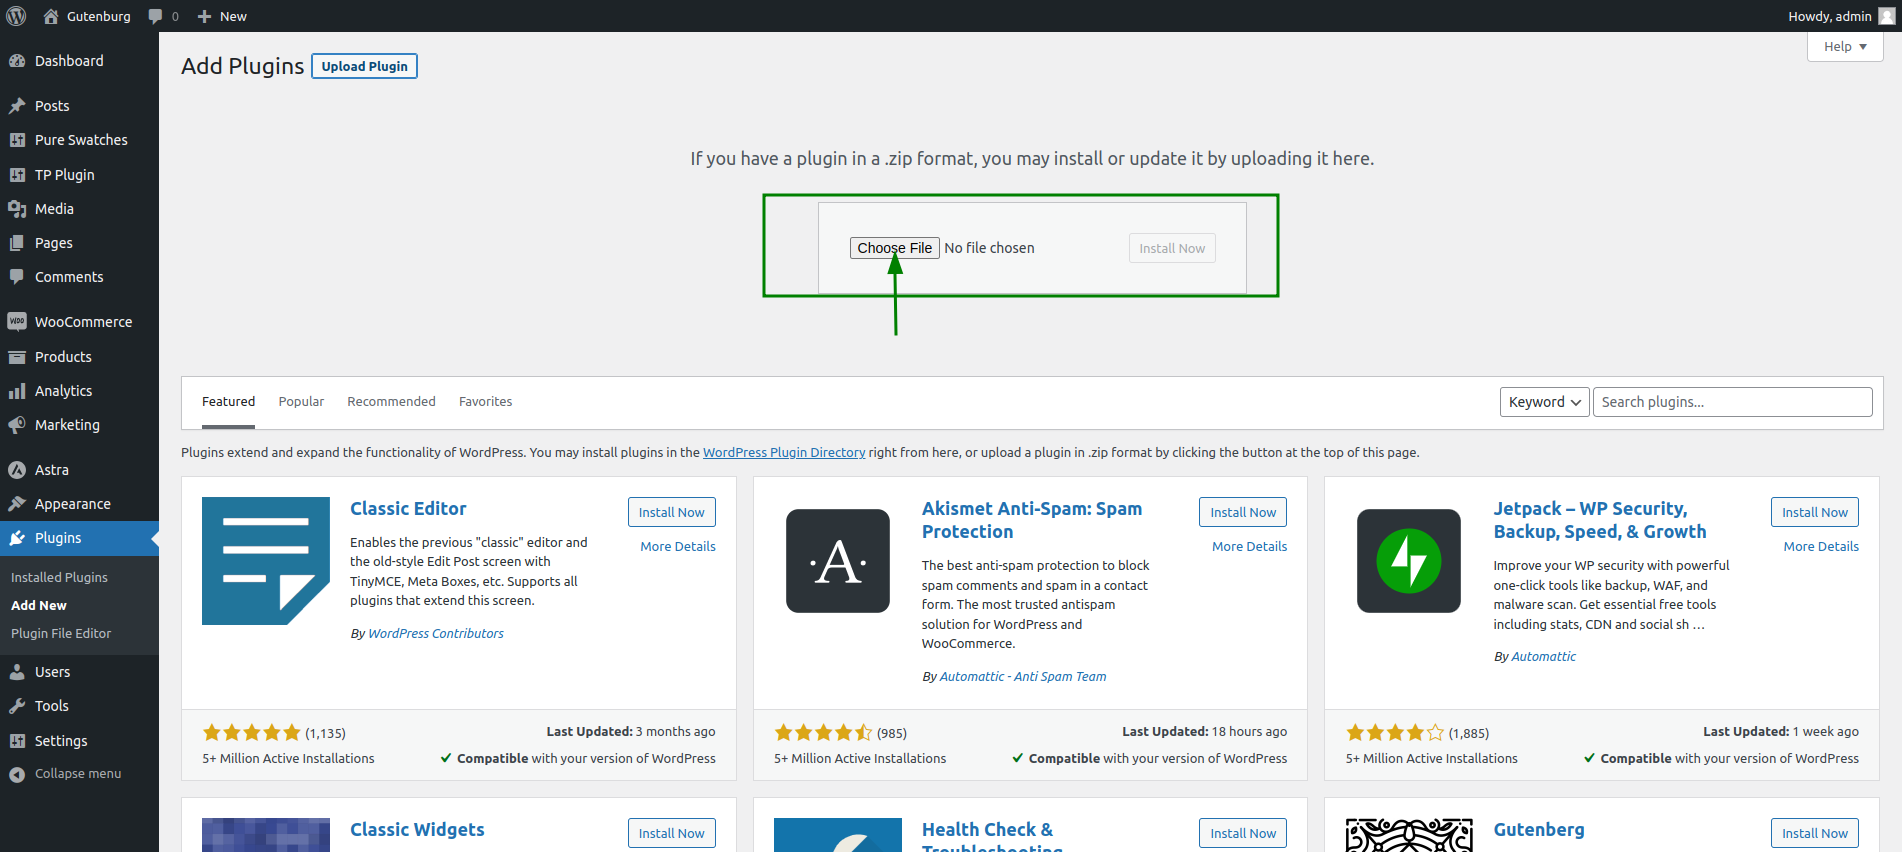 Gutenburg
0
New
Howdy, admin
Dashboard
Posts
Pure Swatches
TP Plugin
Media
Pages
Comments
WooCommerce
Products
Analytics
Marketing
Astra
Appearance
Plugins
Installed Plugins
Add New
Plugin File Editor
Users
Tools
Settings
Collapse menu
Help
Add Plugins
Upload Plugin
If you have a plugin in a .zip format, you may install or update it by uploading it here.
Choose File No file chosen
Install Now
Featured Popular Recommended Favorites
Keyword
Search plugins...
Plugins extend and expand the functionality of WordPress. You may install plugins in the WordPress Plugin Directory right from here, or upload a plugin in .zip format by clicking the button at the top of this page.
Classic Editor
Install Now
More Details
Enables the previous "classic" editor and
the old-style Edit Post screen with
TinyMCE, Meta Boxes, etc. Supports all
plugins that extend this screen.
By WordPress Contributors
(1,135)
Last Updated: 3 months ago
5+ Million Active Installations
Compatible with your version of WordPress
·A·
Akismet Anti-Spam: Spam
Protection
Install Now
More Details
The best anti-spam protection to block
spam comments and spam in a contact
form. The most trusted antispam
solution for WordPress and
WooCommerce.
By Automattic - Anti Spam Team
(985)
Last Updated: 18 hours ago
5+ Million Active Installations
Compatible with your version of WordPress
Jetpack – WP Security,
Backup, Speed, & Growth
Install Now
More Details
Improve your WP security with powerful
one-click tools like backup, WAF, and
malware scan. Get essential free tools
including stats, CDN and social sh …
By Automattic
(1,885)
Last Updated: 1 week ago
5+ Million Active Installations
Compatible with your version of WordPress
Classic Widgets
Install Now
Health Check &
Troubleshooting
Install Now
Gutenberg
Install Now